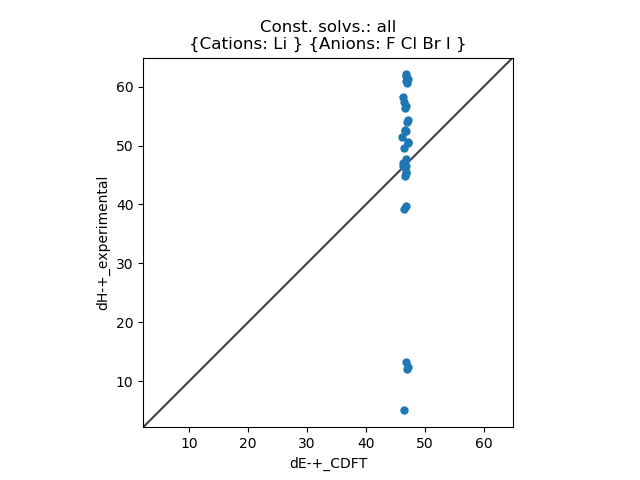 Const. solvs.: all
{Cations: Li } {Anions: F Cl Br I }
60
50
40
30
20
10
dH-+_experimental
10 20 30 40 50 60
dE-+_CDFT